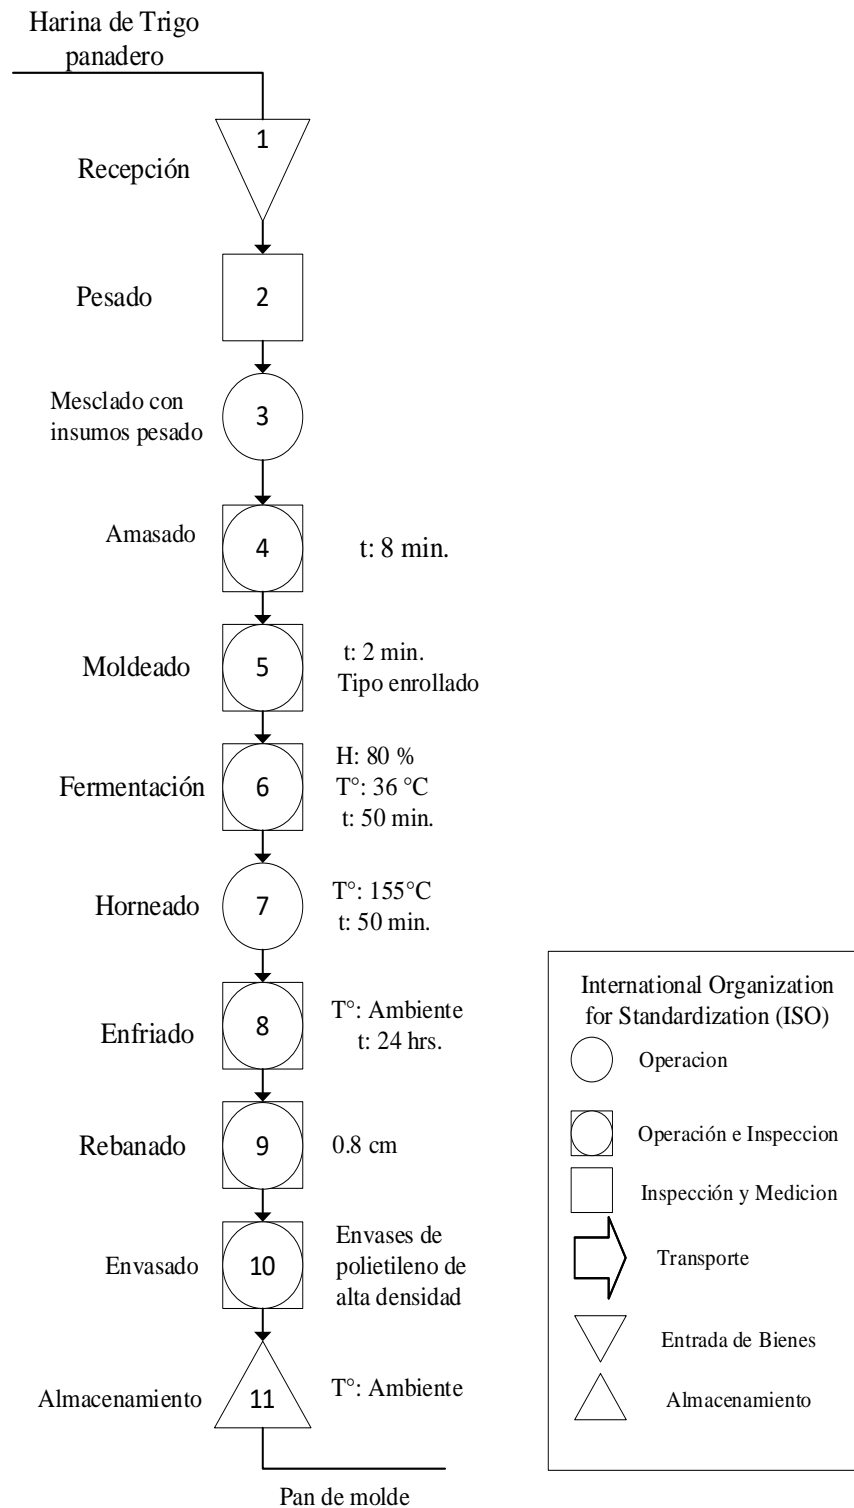 Harina de Trigo
panadero
1
Recepción
Pesado
2
Mesclado con
insumos pesado
3
Amasado
4
t: 8 min.
Moldeado
5
t: 2 min.
Tipo enrollado
Fermentación
6
H: 80 %
T°: 36 °C
t: 50 min.
Horneado
7
T°: 155°C
t: 50 min.
Enfriado
8
T°: Ambiente
t: 24 hrs.
Rebanado
9
0.8 cm
Envasado
10
Envases de
polietileno de
alta densidad
Almacenamiento
11
T°: Ambiente
Pan de molde
International Organization
for Standardization (ISO)
Operacion
Operación e Inspeccion
Inspección y Medicion
Transporte
Entrada de Bienes
Almacenamiento